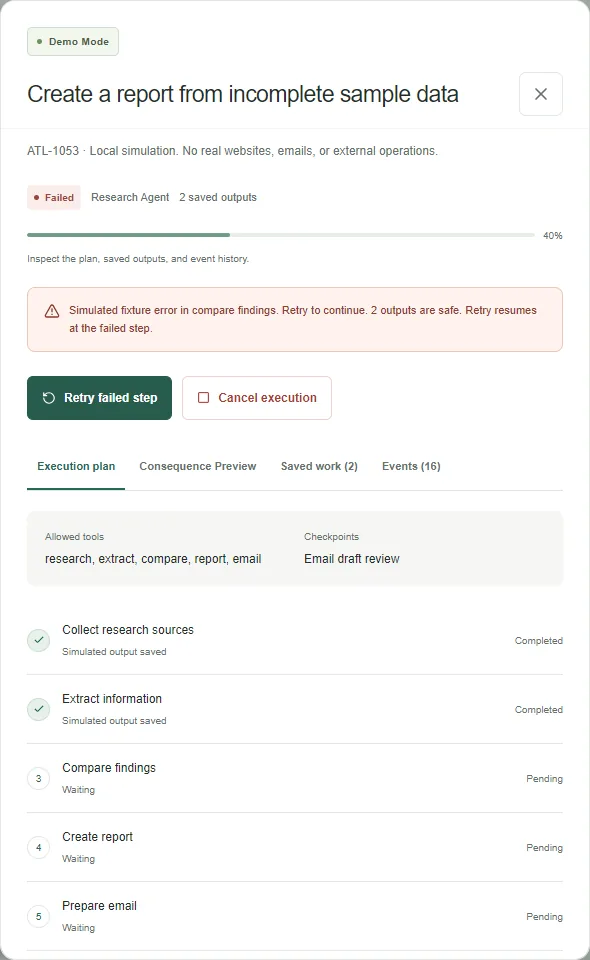 Demo Mode
Create a report from incomplete sample data
ATL-1053 · Local simulation. No real websites, emails, or external operations.
Failed
Research Agent
2 saved outputs
40%
Inspect the plan, saved outputs, and event history.
Simulated fixture error in compare findings. Retry to continue. 2 outputs are safe. Retry resumes
at the failed step.
Retry failed step
Cancel execution
Execution plan
Consequence Preview
Saved work (2)
Events (16)
Allowed tools
research, extract, compare, report, email
Checkpoints
Email draft review
Collect research sources
Simulated output saved
Completed
Extract information
Simulated output saved
Completed
3
Compare findings
Waiting
Pending
4
Create report
Waiting
Pending
5
Prepare email
Waiting
Pending